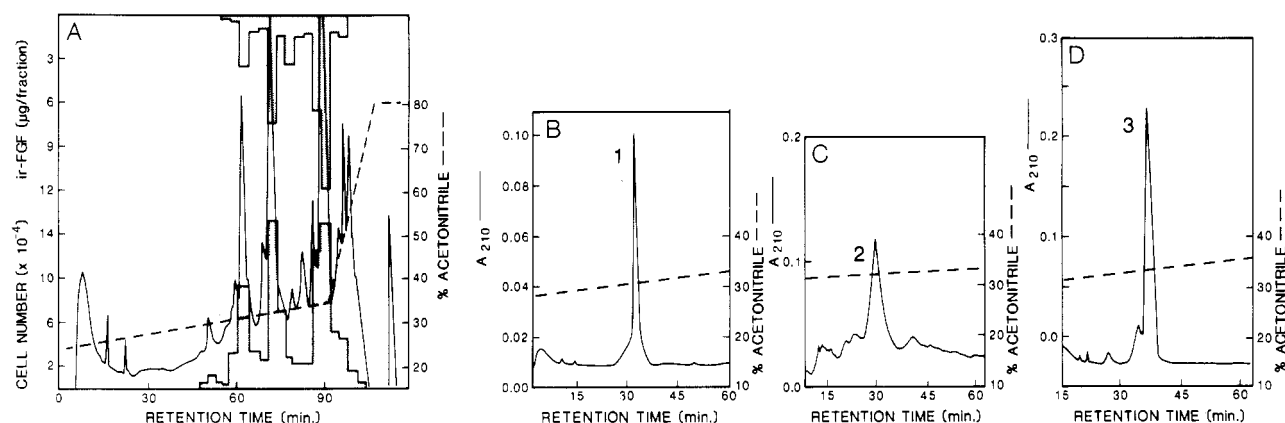 A
ir-FGF (µg/fraction)
3
6
9
12
14
10
6
2
CELL NUMBER (x 10⁻⁴)
80
70
60
50
40
30
20
% ACETONITRILE — — —
0 30 60 90
RETENTION TIME (min.)
B
1
A210 ——
0.10
0.08
0.06
0.04
0.02
0.00
40
30
20
10
% ACETONITRILE — — —
15 30 45 60
RETENTION TIME (min.)
C
2
A210 ——
0.2
0.1
0.0
40
30
20
10
% ACETONITRILE — — —
15 30 45 60
RETENTION TIME (min.)
D
3
A210 ——
0.3
0.2
0.1
0.0
40
30
20
10
% ACETONITRILE — — —
15 30 45 60
RETENTION TIME (min.)